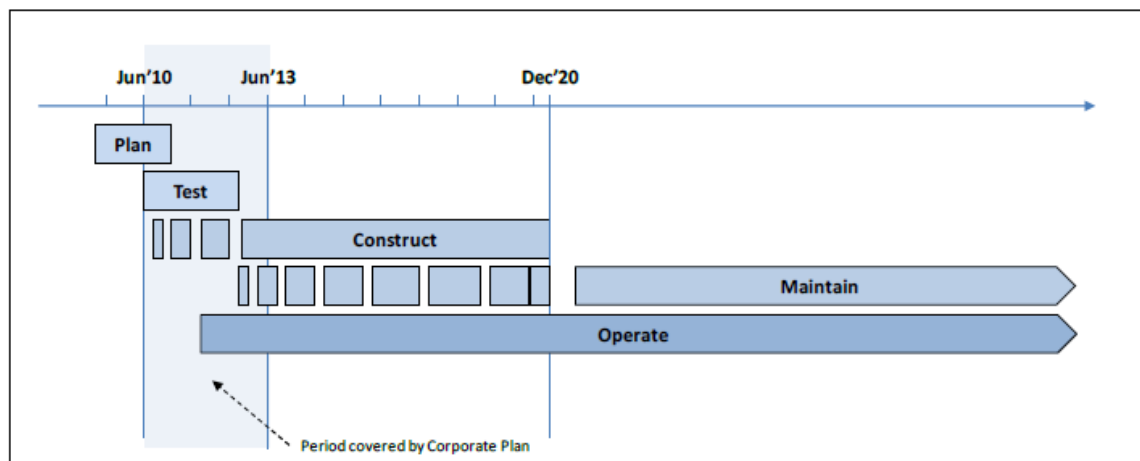 Jun'10
Jun'13
Dec'20
Plan
Test
Construct
Maintain
Operate
Period covered by Corporate Plan